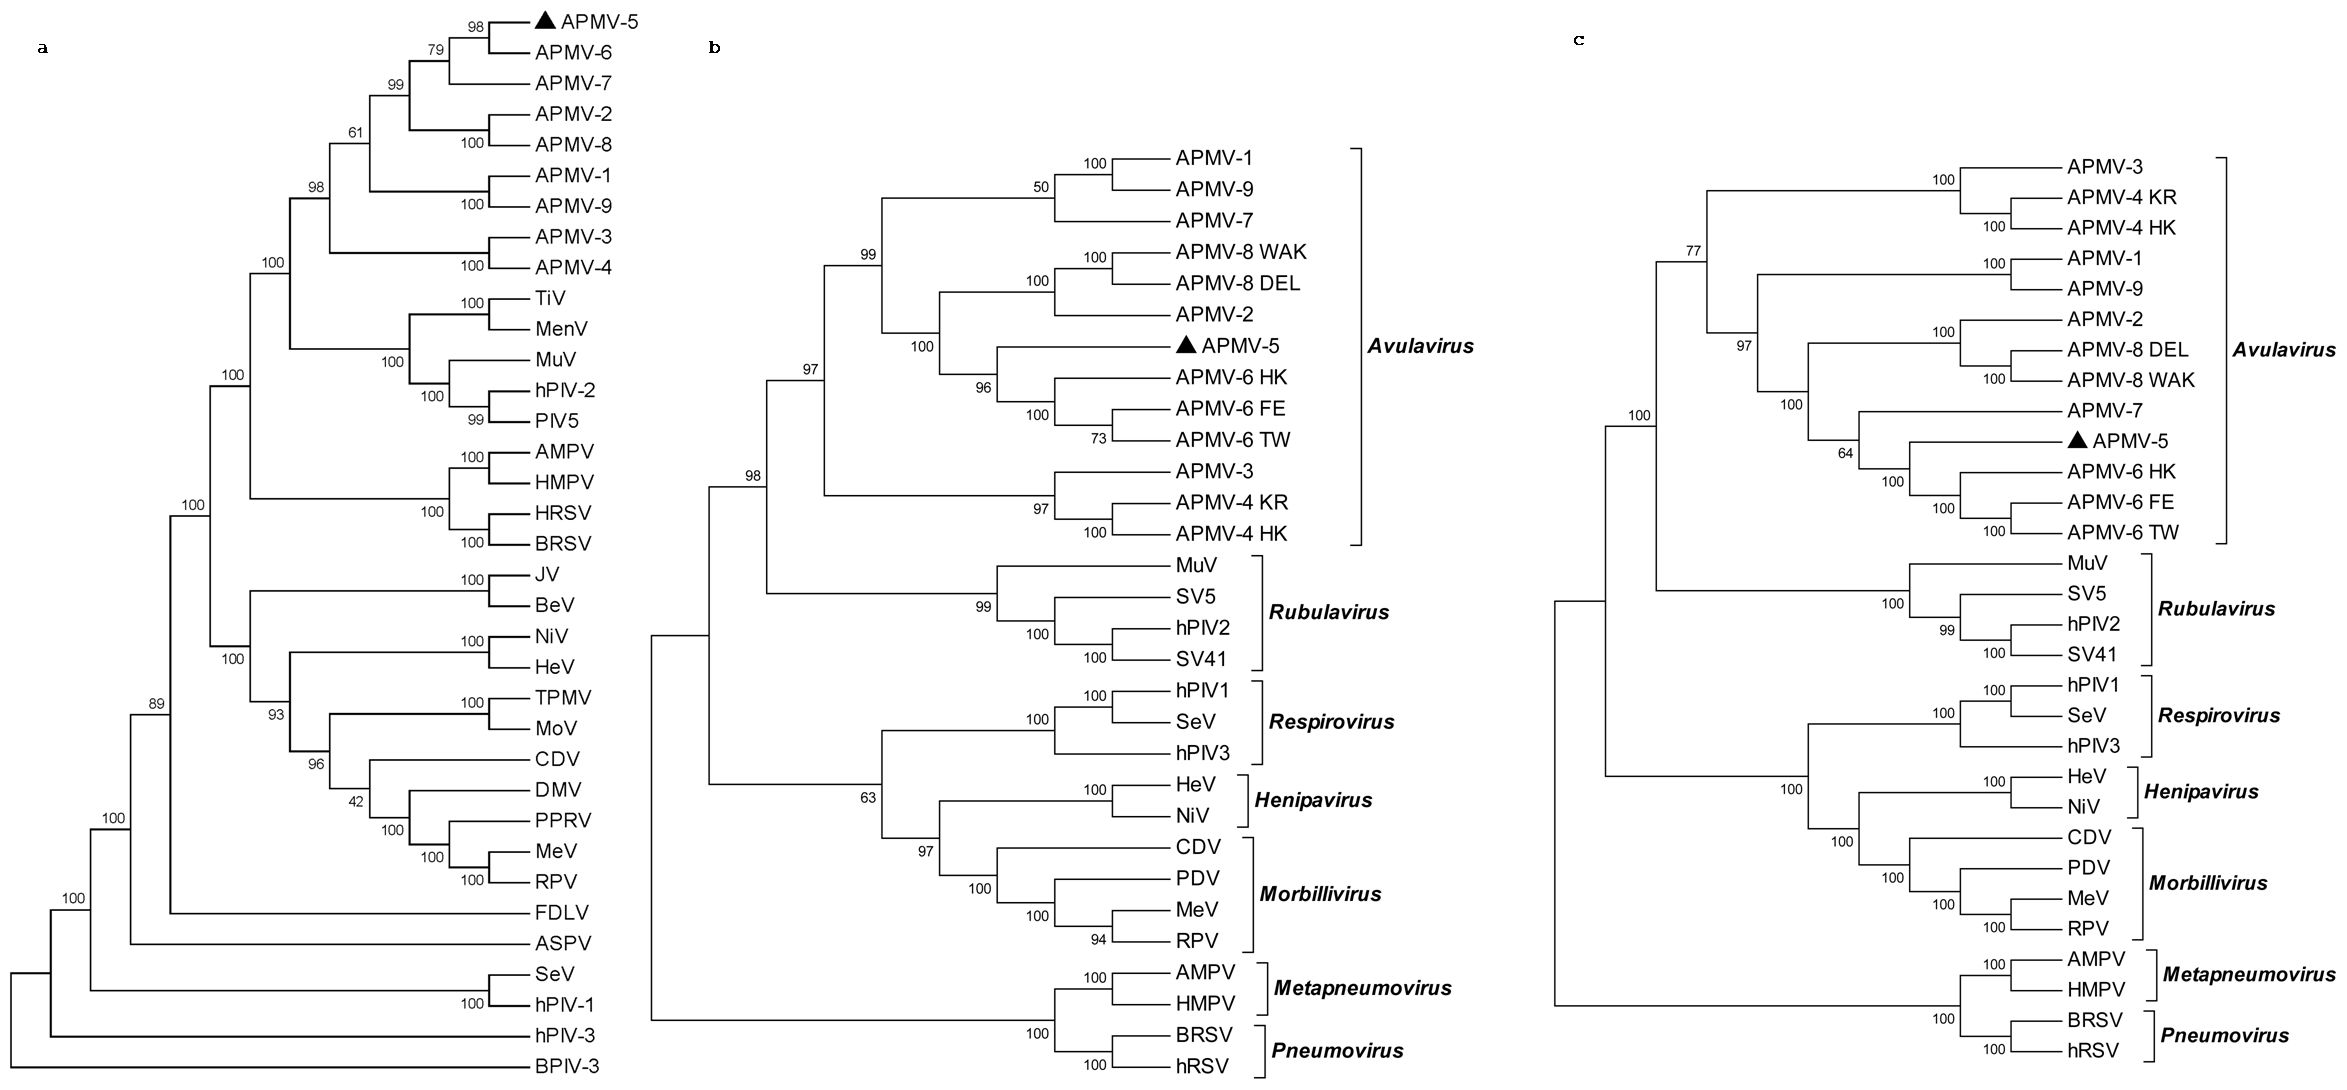 a
98
▲ APMV-5
79
APMV-6
99
APMV-7
APMV-2
61
100
APMV-8
98
APMV-1
100
APMV-9
APMV-3
100
100
APMV-4
100
TiV
MenV
100
MuV
100
hPIV-2
100
99
PIV5
100
AMPV
HMPV
100
HRSV
100
100
BRSV
100
JV
BeV
100
100
NiV
HeV
93
100
TPMV
MoV
96
CDV
42
DMV
100
PPRV
100
MeV
100
RPV
89
FDLV
100
ASPV
100
SeV
100
hPIV-1
hPIV-3
BPIV-3
b
100
APMV-1
50
APMV-9
APMV-7
99
100
APMV-8 WAK
100
APMV-8 DEL
APMV-2
100
▲ APMV-5
Avulavirus
97
96
APMV-6 HK
100
APMV-6 FE
73
APMV-6 TW
98
APMV-3
97
APMV-4 KR
100
APMV-4 HK
MuV
99
SV5
Rubulavirus
100
hPIV2
100
SV41
100
hPIV1
100
SeV
Respirovirus
hPIV3
63
100
HeV
Henipavirus
NiV
97
CDV
100
PDV
Morbillivirus
100
MeV
94
RPV
100
AMPV
Metapneumovirus
HMPV
100
BRSV
Pneumovirus
100
hRSV
c
100
APMV-3
APMV-4 KR
100
APMV-4 HK
77
100
APMV-1
APMV-9
97
100
APMV-2
APMV-8 DEL
Avulavirus
100
APMV-8 WAK
100
APMV-7
64
▲ APMV-5
100
APMV-6 HK
100
APMV-6 FE
100
APMV-6 TW
100
MuV
100
SV5
Rubulavirus
99
hPIV2
100
SV41
100
hPIV1
100
SeV
Respirovirus
hPIV3
100
100
HeV
Henipavirus
NiV
100
CDV
100
PDV
Morbillivirus
100
MeV
100
RPV
100
AMPV
Metapneumovirus
HMPV
100
BRSV
Pneumovirus
100
hRSV